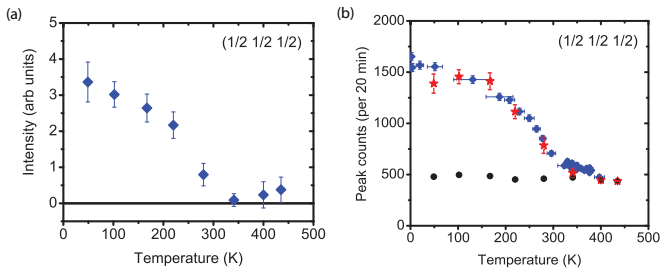 (a)
(1/2 1/2 1/2)
5
4
3
2
1
0
Intensity (arb units)
0 100 200 300 400 500
Temperature (K)
(b)
(1/2 1/2 1/2)
2000
1500
1000
500
0
Peak counts (per 20 min)
0 100 200 300 400 500
Temperature (K)